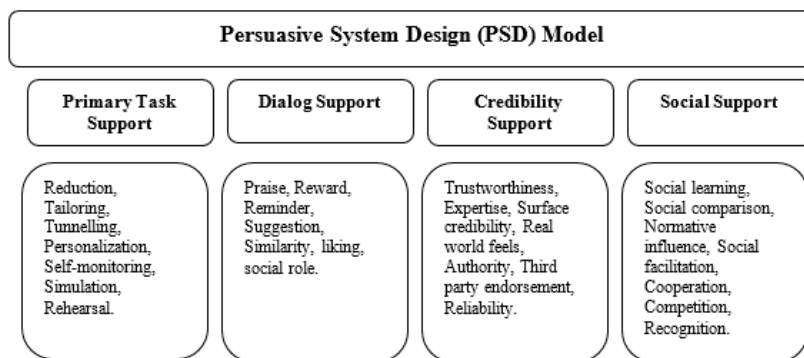 Persuasive System Design (PSD) Model
Primary Task
Support
Dialog Support
Credibility
Support
Social Support
Reduction,
Tailoring,
Tunnelling,
Personalization,
Self-monitoring,
Simulation,
Rehearsal.
Praise, Reward,
Reminder,
Suggestion,
Similarity, liking,
social role.
Trustworthiness,
Expertise, Surface
credibility, Real
world feels,
Authority, Third
party endorsement,
Reliability.
Social learning,
Social comparison,
Normative
influence, Social
facilitation,
Cooperation,
Competition,
Recognition.